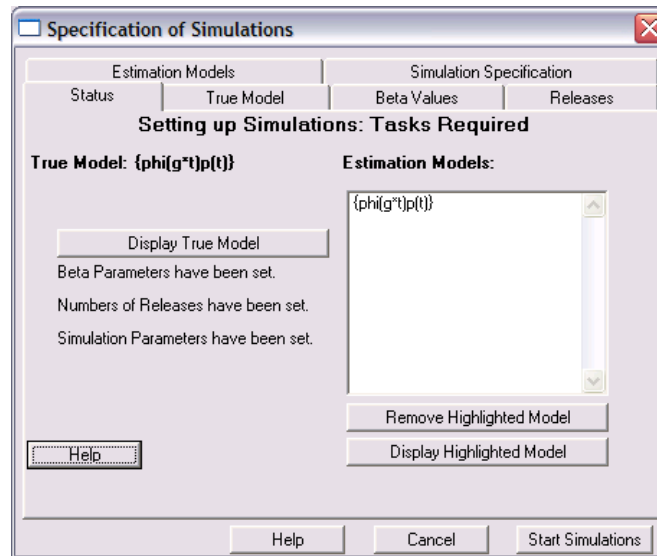 Specification of Simulations
Estimation Models
Simulation Specification
Status
True Model
Beta Values
Releases
Setting up Simulations: Tasks Required
True Model: {phi(g*t)p(t)}
Estimation Models:
{phi(g*t)p(t)}
Display True Model
Beta Parameters have been set.
Numbers of Releases have been set.
Simulation Parameters have been set.
Remove Highlighted Model
Display Highlighted Model
Help
Help
Cancel
Start Simulations